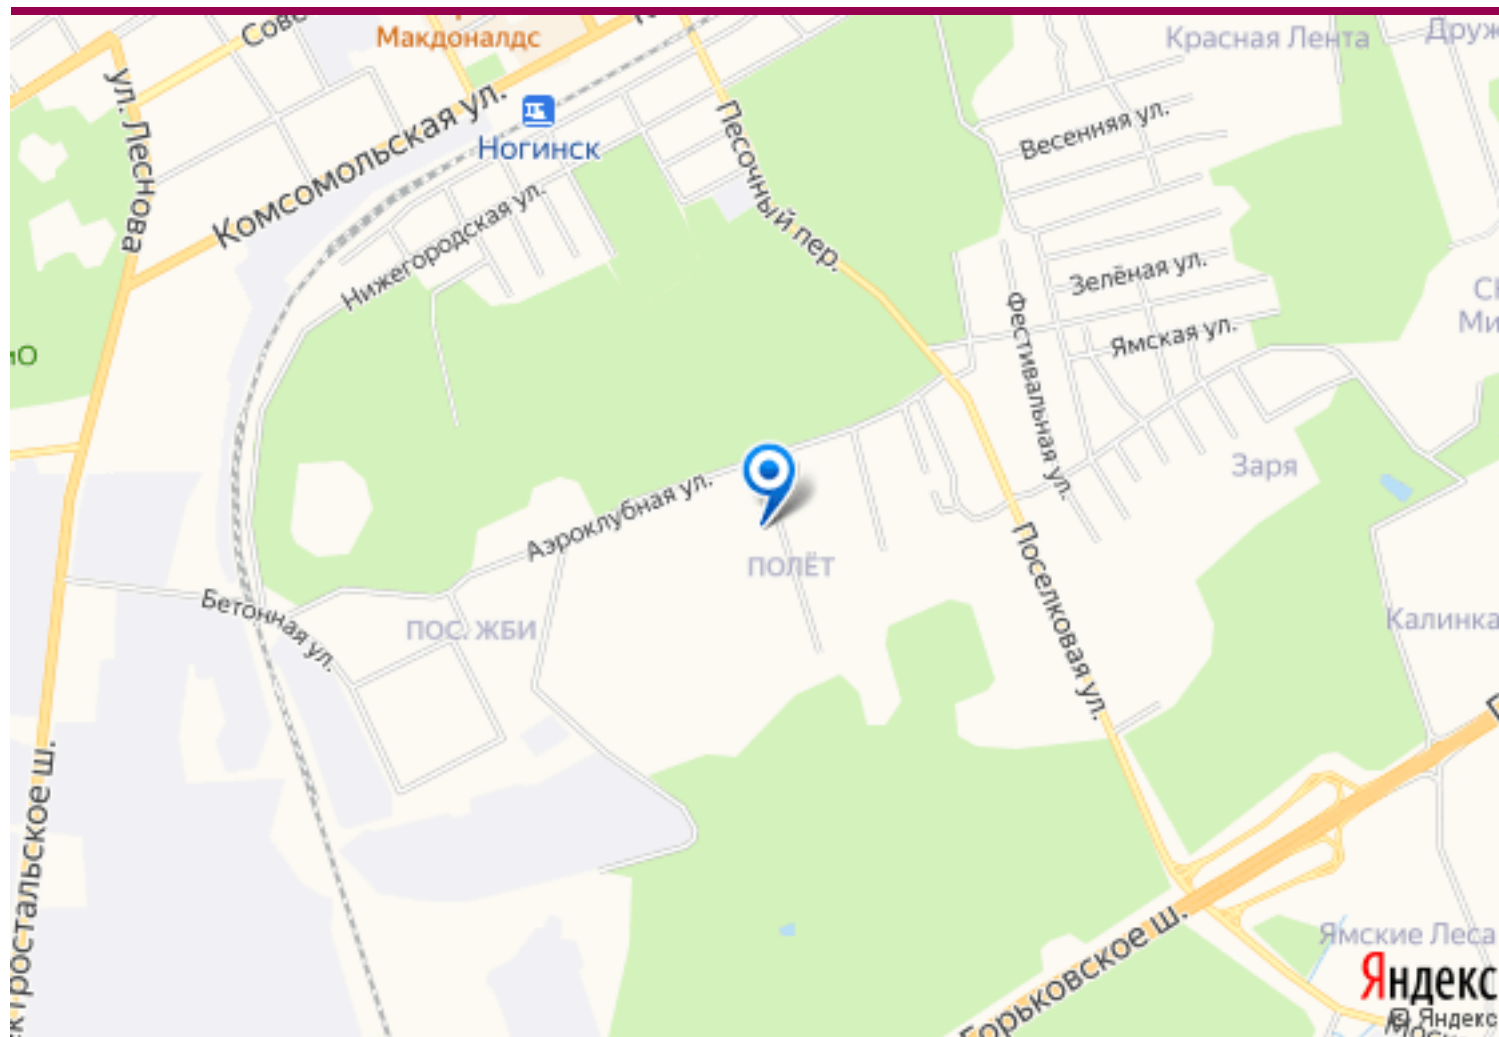 Макдоналдс
Красная Лента
ул. Леснова
Комсомольская ул.
Ногинск
Песочный пер.
Весенняя ул.
Нижегородская ул.
Зелёная ул.
Фестивальная ул.
Ямская ул.
Заря
Аэроклубная ул.
ПОЛЁТ
Поселковая ул.
Бетонная ул.
ПОС. ЖБИ
Калинка
ктростальское ш.
Горьковское ш.
Ямские Леса
Яндекс
© Яндекс